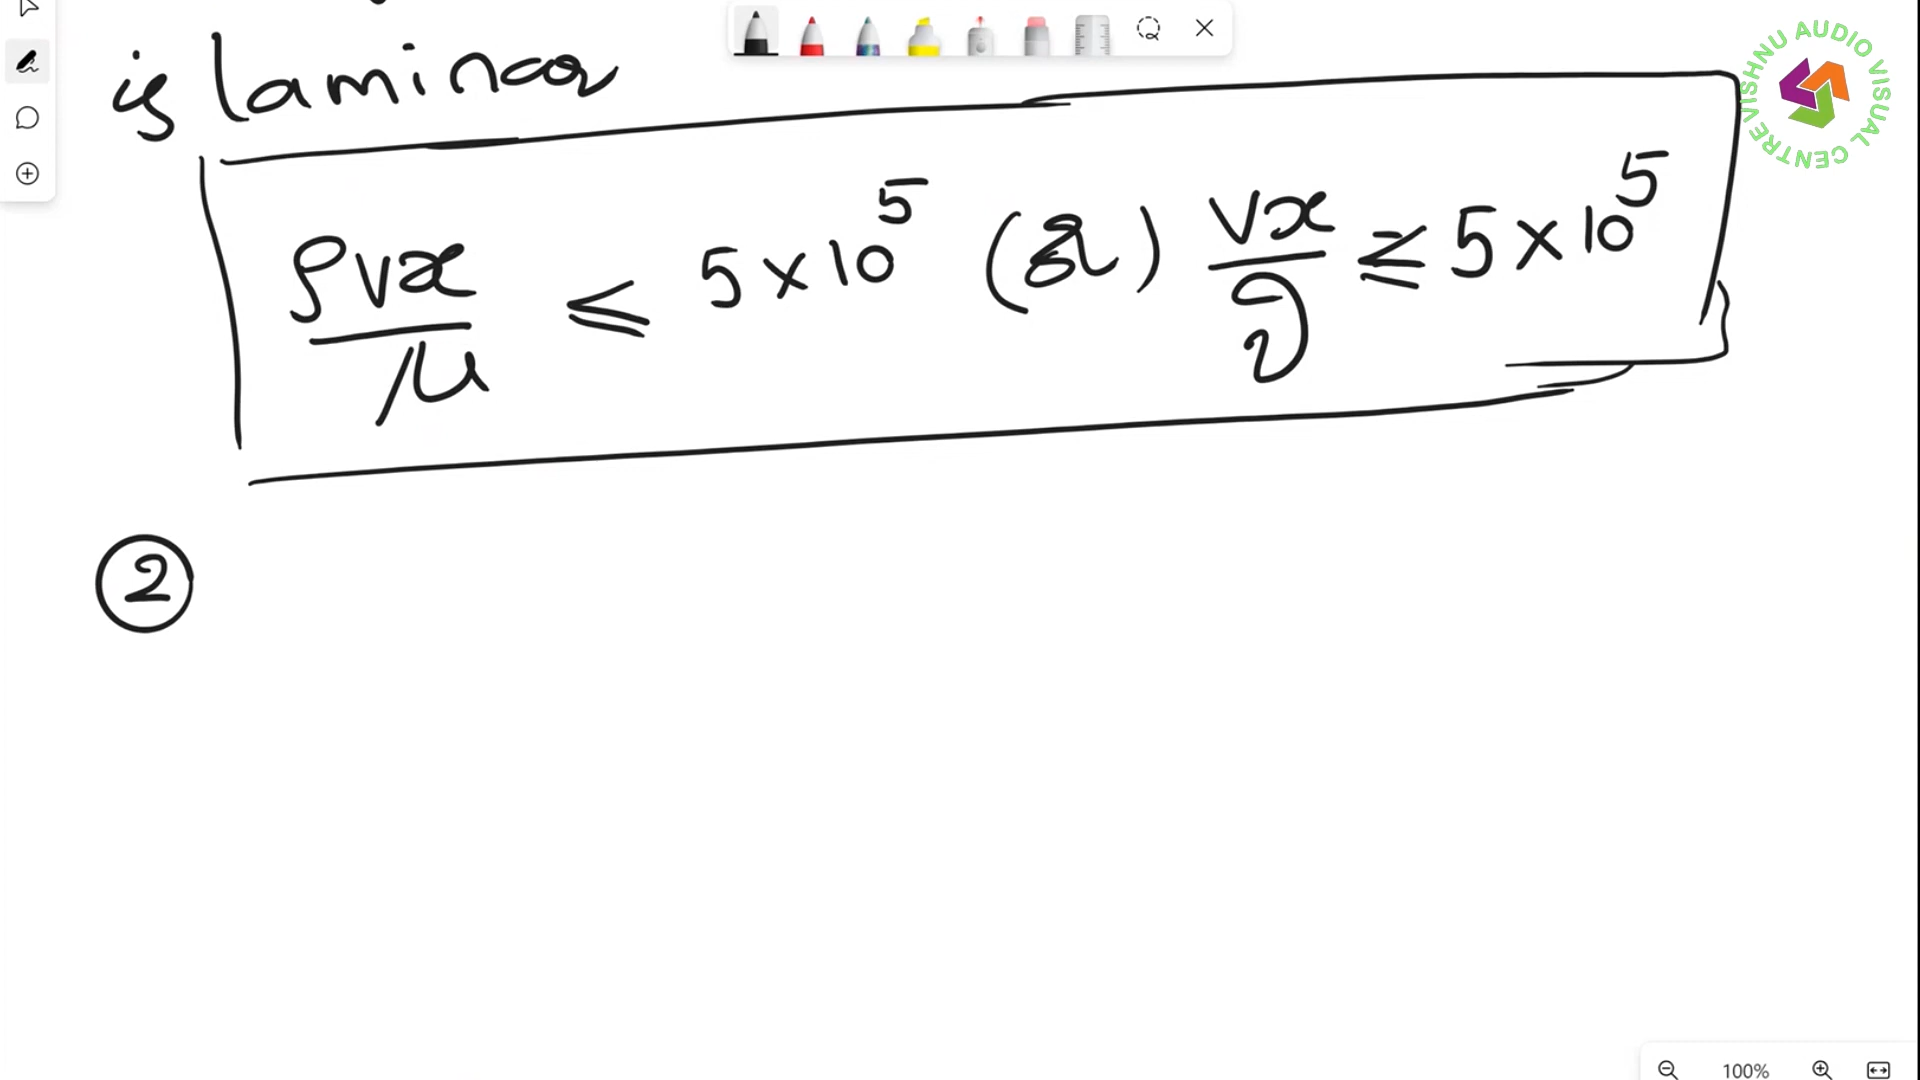 is laminar
ρVx/μ ≤ 5×10^5 (or) Vx/ν ≤ 5×10^5
②
VISHNU AUDIO VISUAL CENTRE
100%